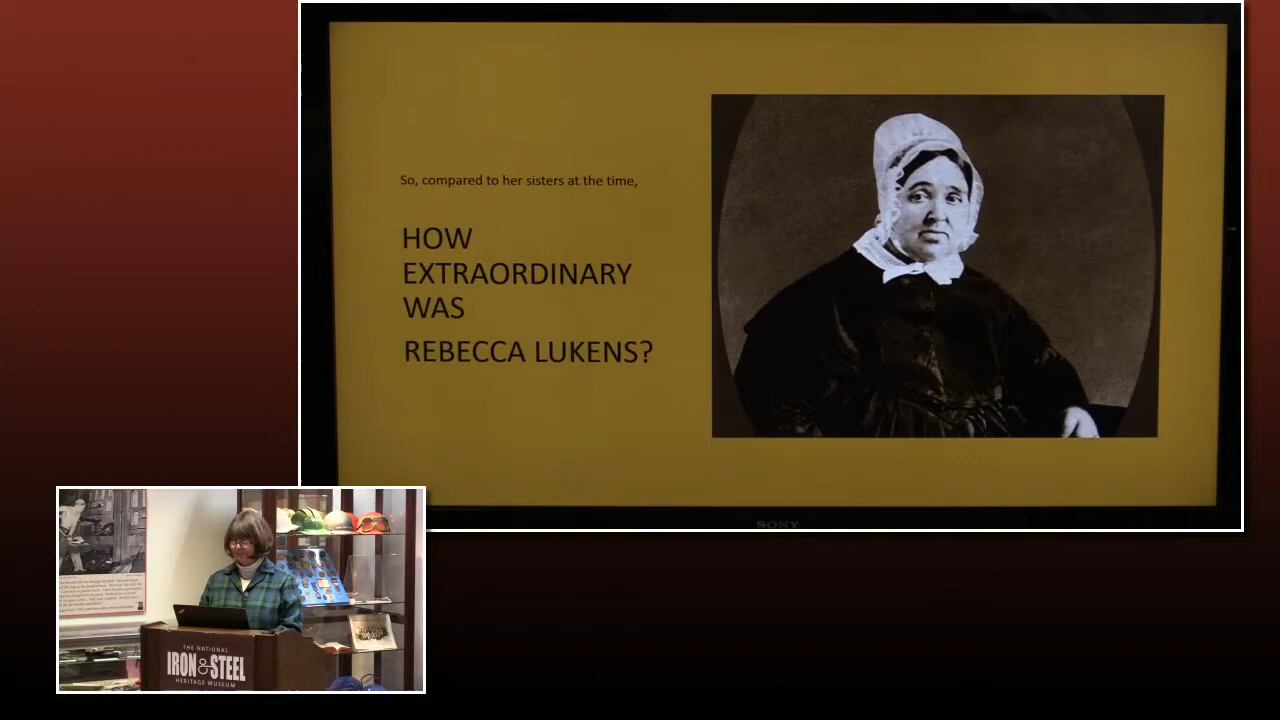 So, compared to her sisters at the time,
HOW
EXTRAORDINARY
WAS
REBECCA LUKENS?
SONY
THE NATIONAL
IRON & STEEL
HERITAGE MUSEUM